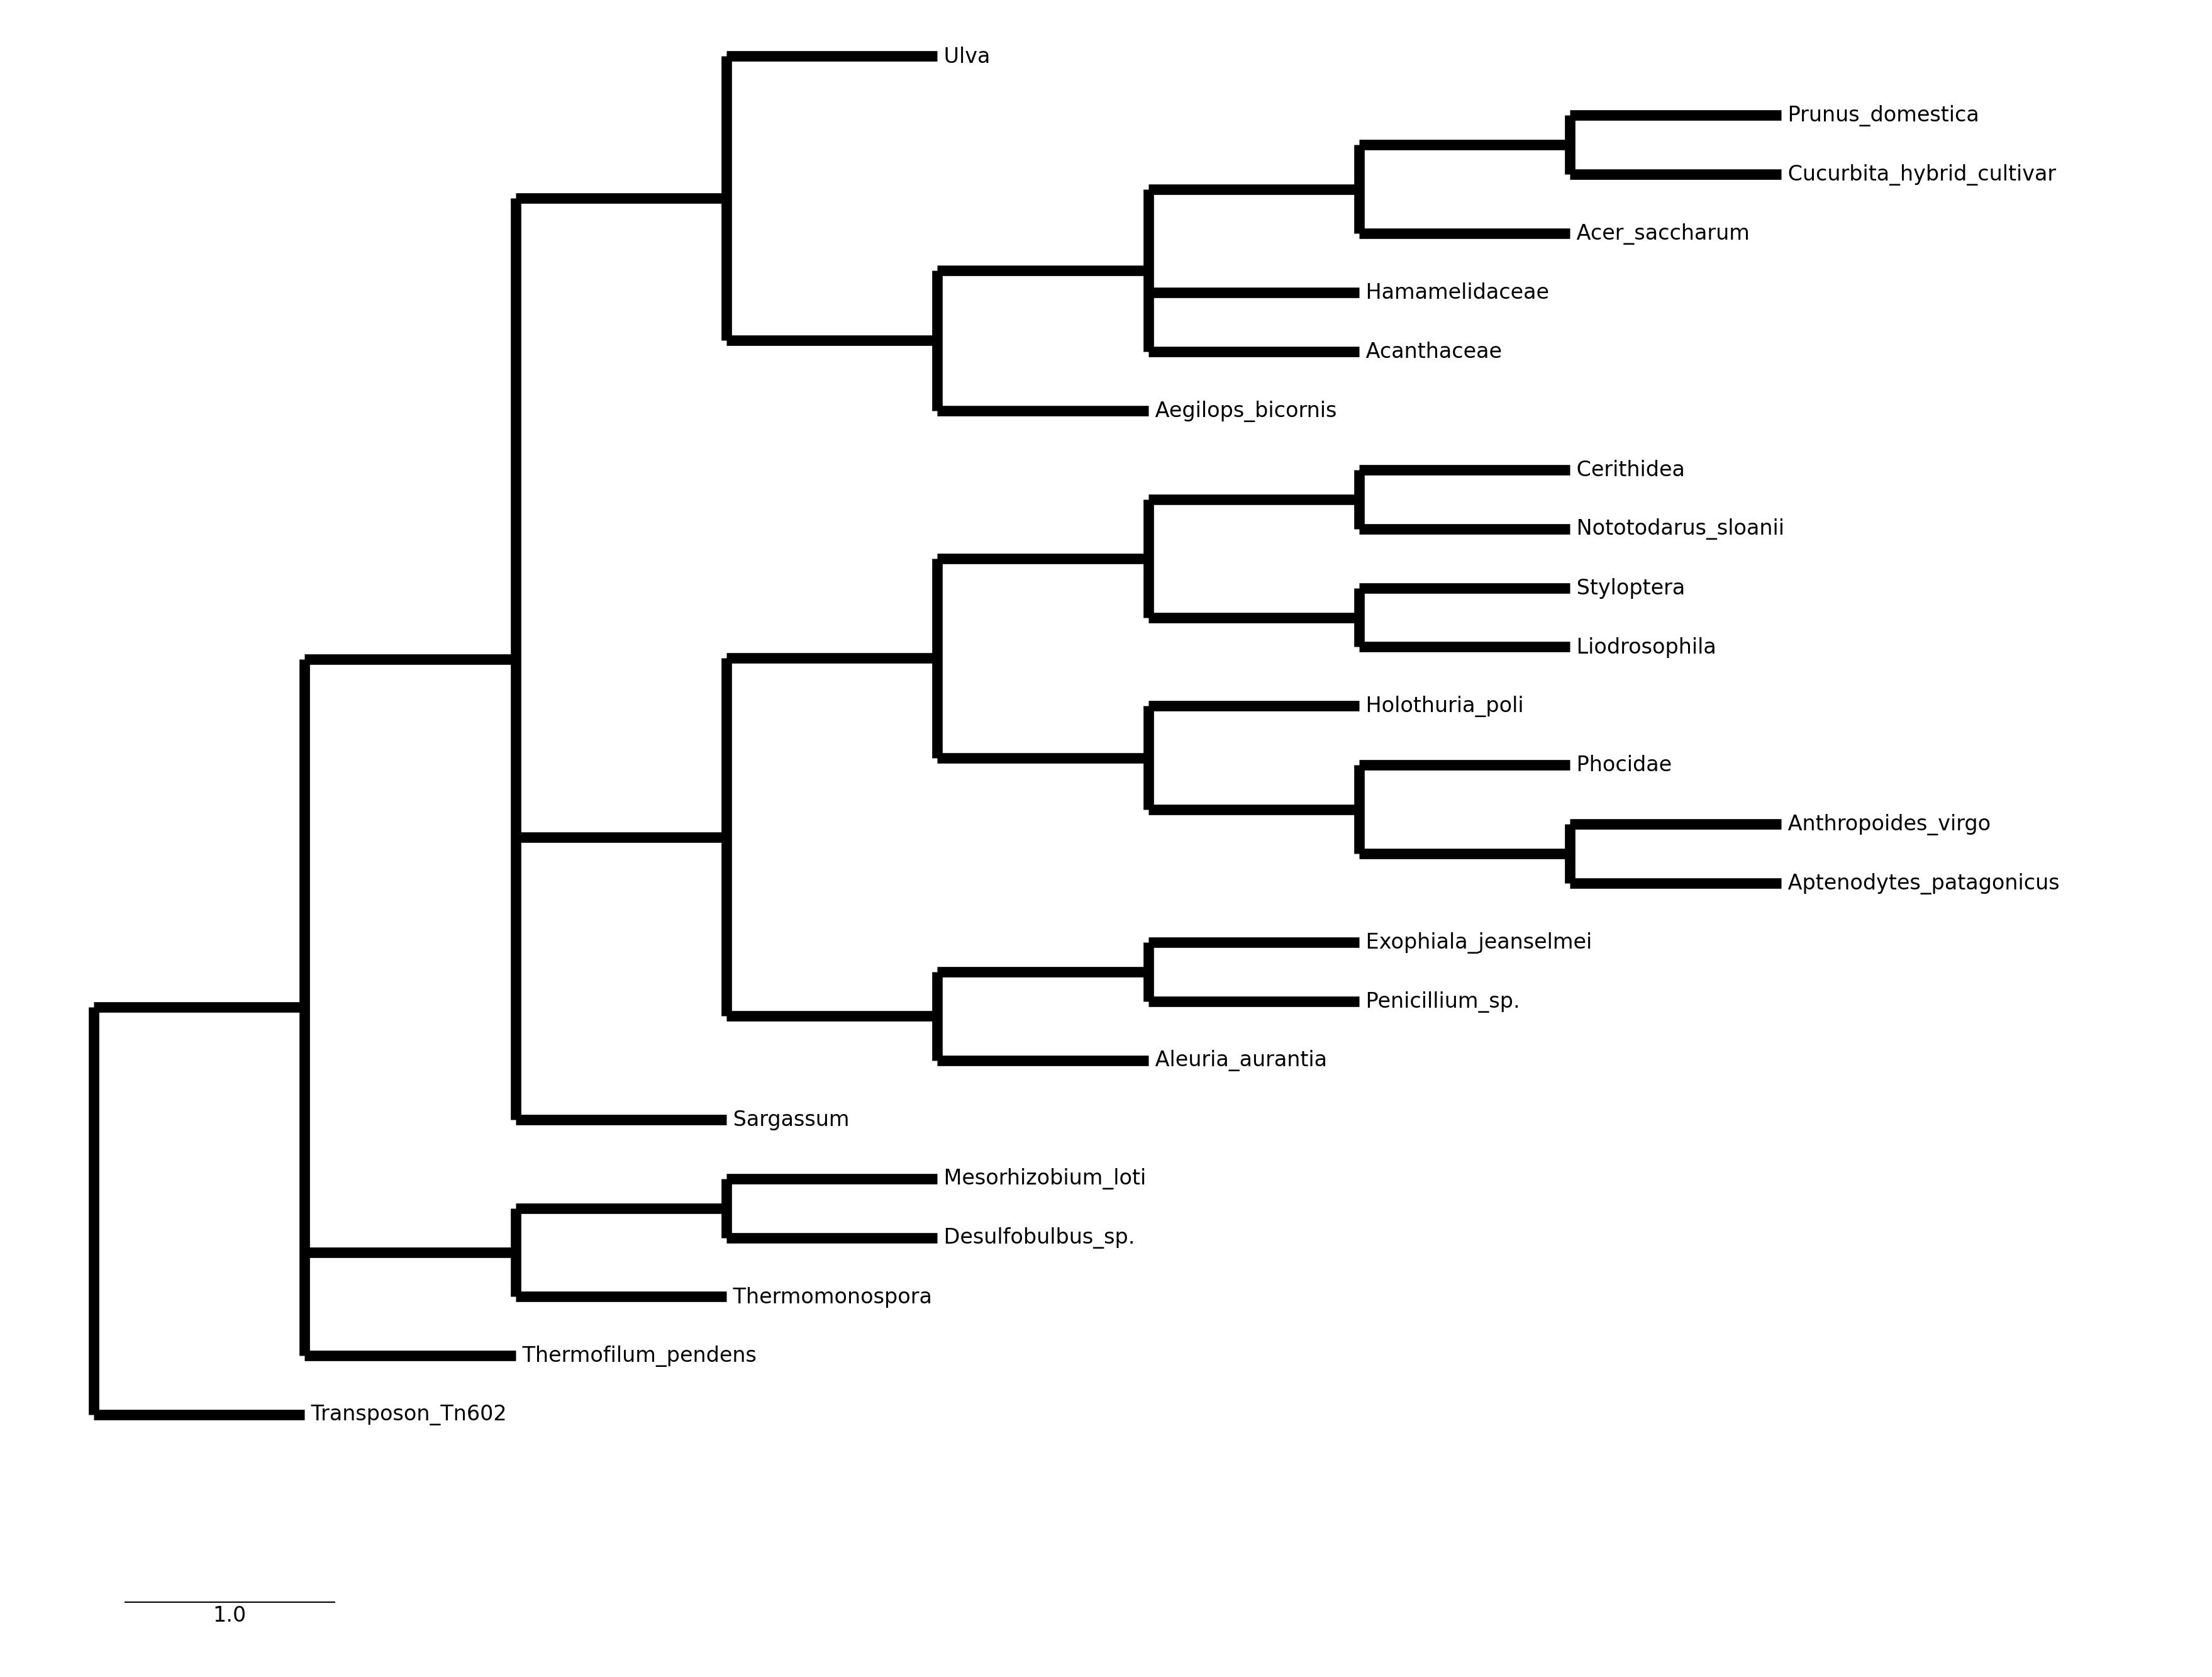 Ulva
Prunus_domestica
Cucurbita_hybrid_cultivar
Acer_saccharum
Hamamelidaceae
Acanthaceae
Aegilops_bicornis
Cerithidea
Nototodarus_sloanii
Styloptera
Liodrosophila
Holothuria_poli
Phocidae
Anthropoides_virgo
Aptenodytes_patagonicus
Exophiala_jeanselmei
Penicillium_sp.
Aleuria_aurantia
Sargassum
Mesorhizobium_loti
Desulfobulbus_sp.
Thermomonospora
Thermofilum_pendens
Transposon_Tn602
1.0